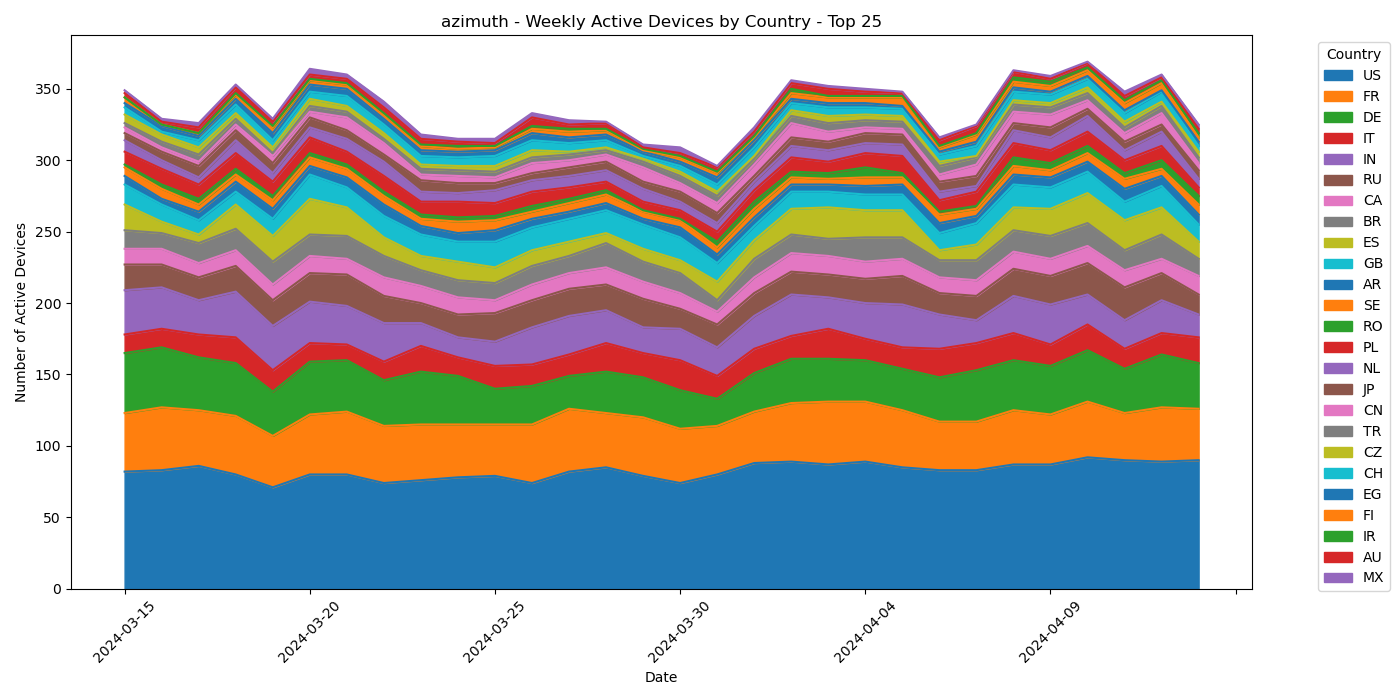 azimuth - Weekly Active Devices by Country - Top 25
Number of Active Devices
350
300
250
200
150
100
50
0
2024-03-15
2024-03-20
2024-03-25
2024-03-30
2024-04-04
2024-04-09
Date
Country
US
FR
DE
IT
IN
RU
CA
BR
ES
GB
AR
SE
RO
PL
NL
JP
CN
TR
CZ
CH
EG
FI
IR
AU
MX